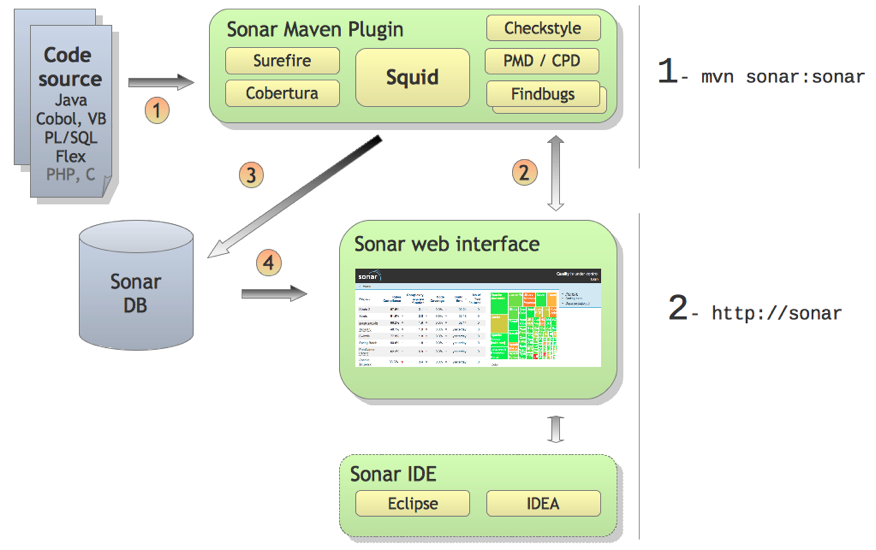 Code
source
Java
Cobol, VB
PL/SQL
Flex
PHP, C
1
Sonar Maven Plugin
Surefire
Cobertura
Squid
Checkstyle
PMD / CPD
Findbugs
1- mvn sonar:sonar
3
2
Sonar
DB
4
Sonar web interface
sonar
2- http://sonar
Sonar IDE
Eclipse
IDEA